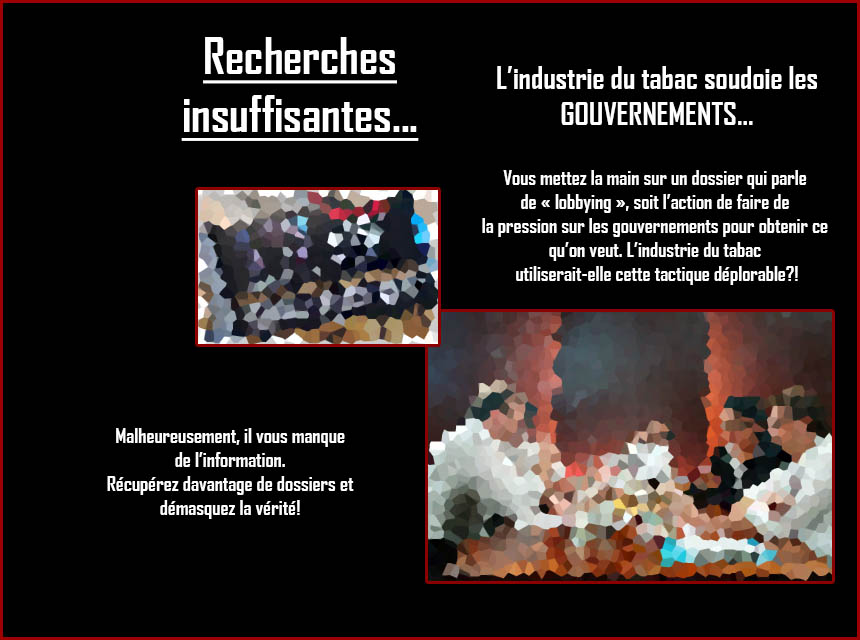 Recherches
insuffisantes...
L'industrie du tabac soudoie les
GOUVERNEMENTS...
Vous mettez la main sur un dossier qui parle
de « lobbying », soit l'action de faire de
la pression sur les gouvernements pour obtenir ce
qu'on veut. L'industrie du tabac
utiliserait-elle cette tactique déplorable?!
Malheureusement, il vous manque
de l'information.
Récupérez davantage de dossiers et
démasquez la vérité!